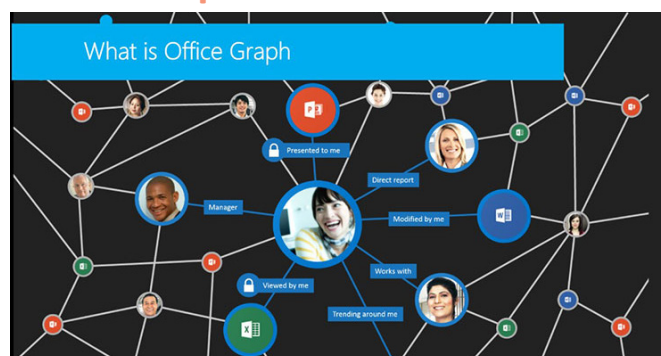 What is Office Graph
Presented to me
Direct report
Manager
Modified by me
Works with
Viewed by me
Trending around me